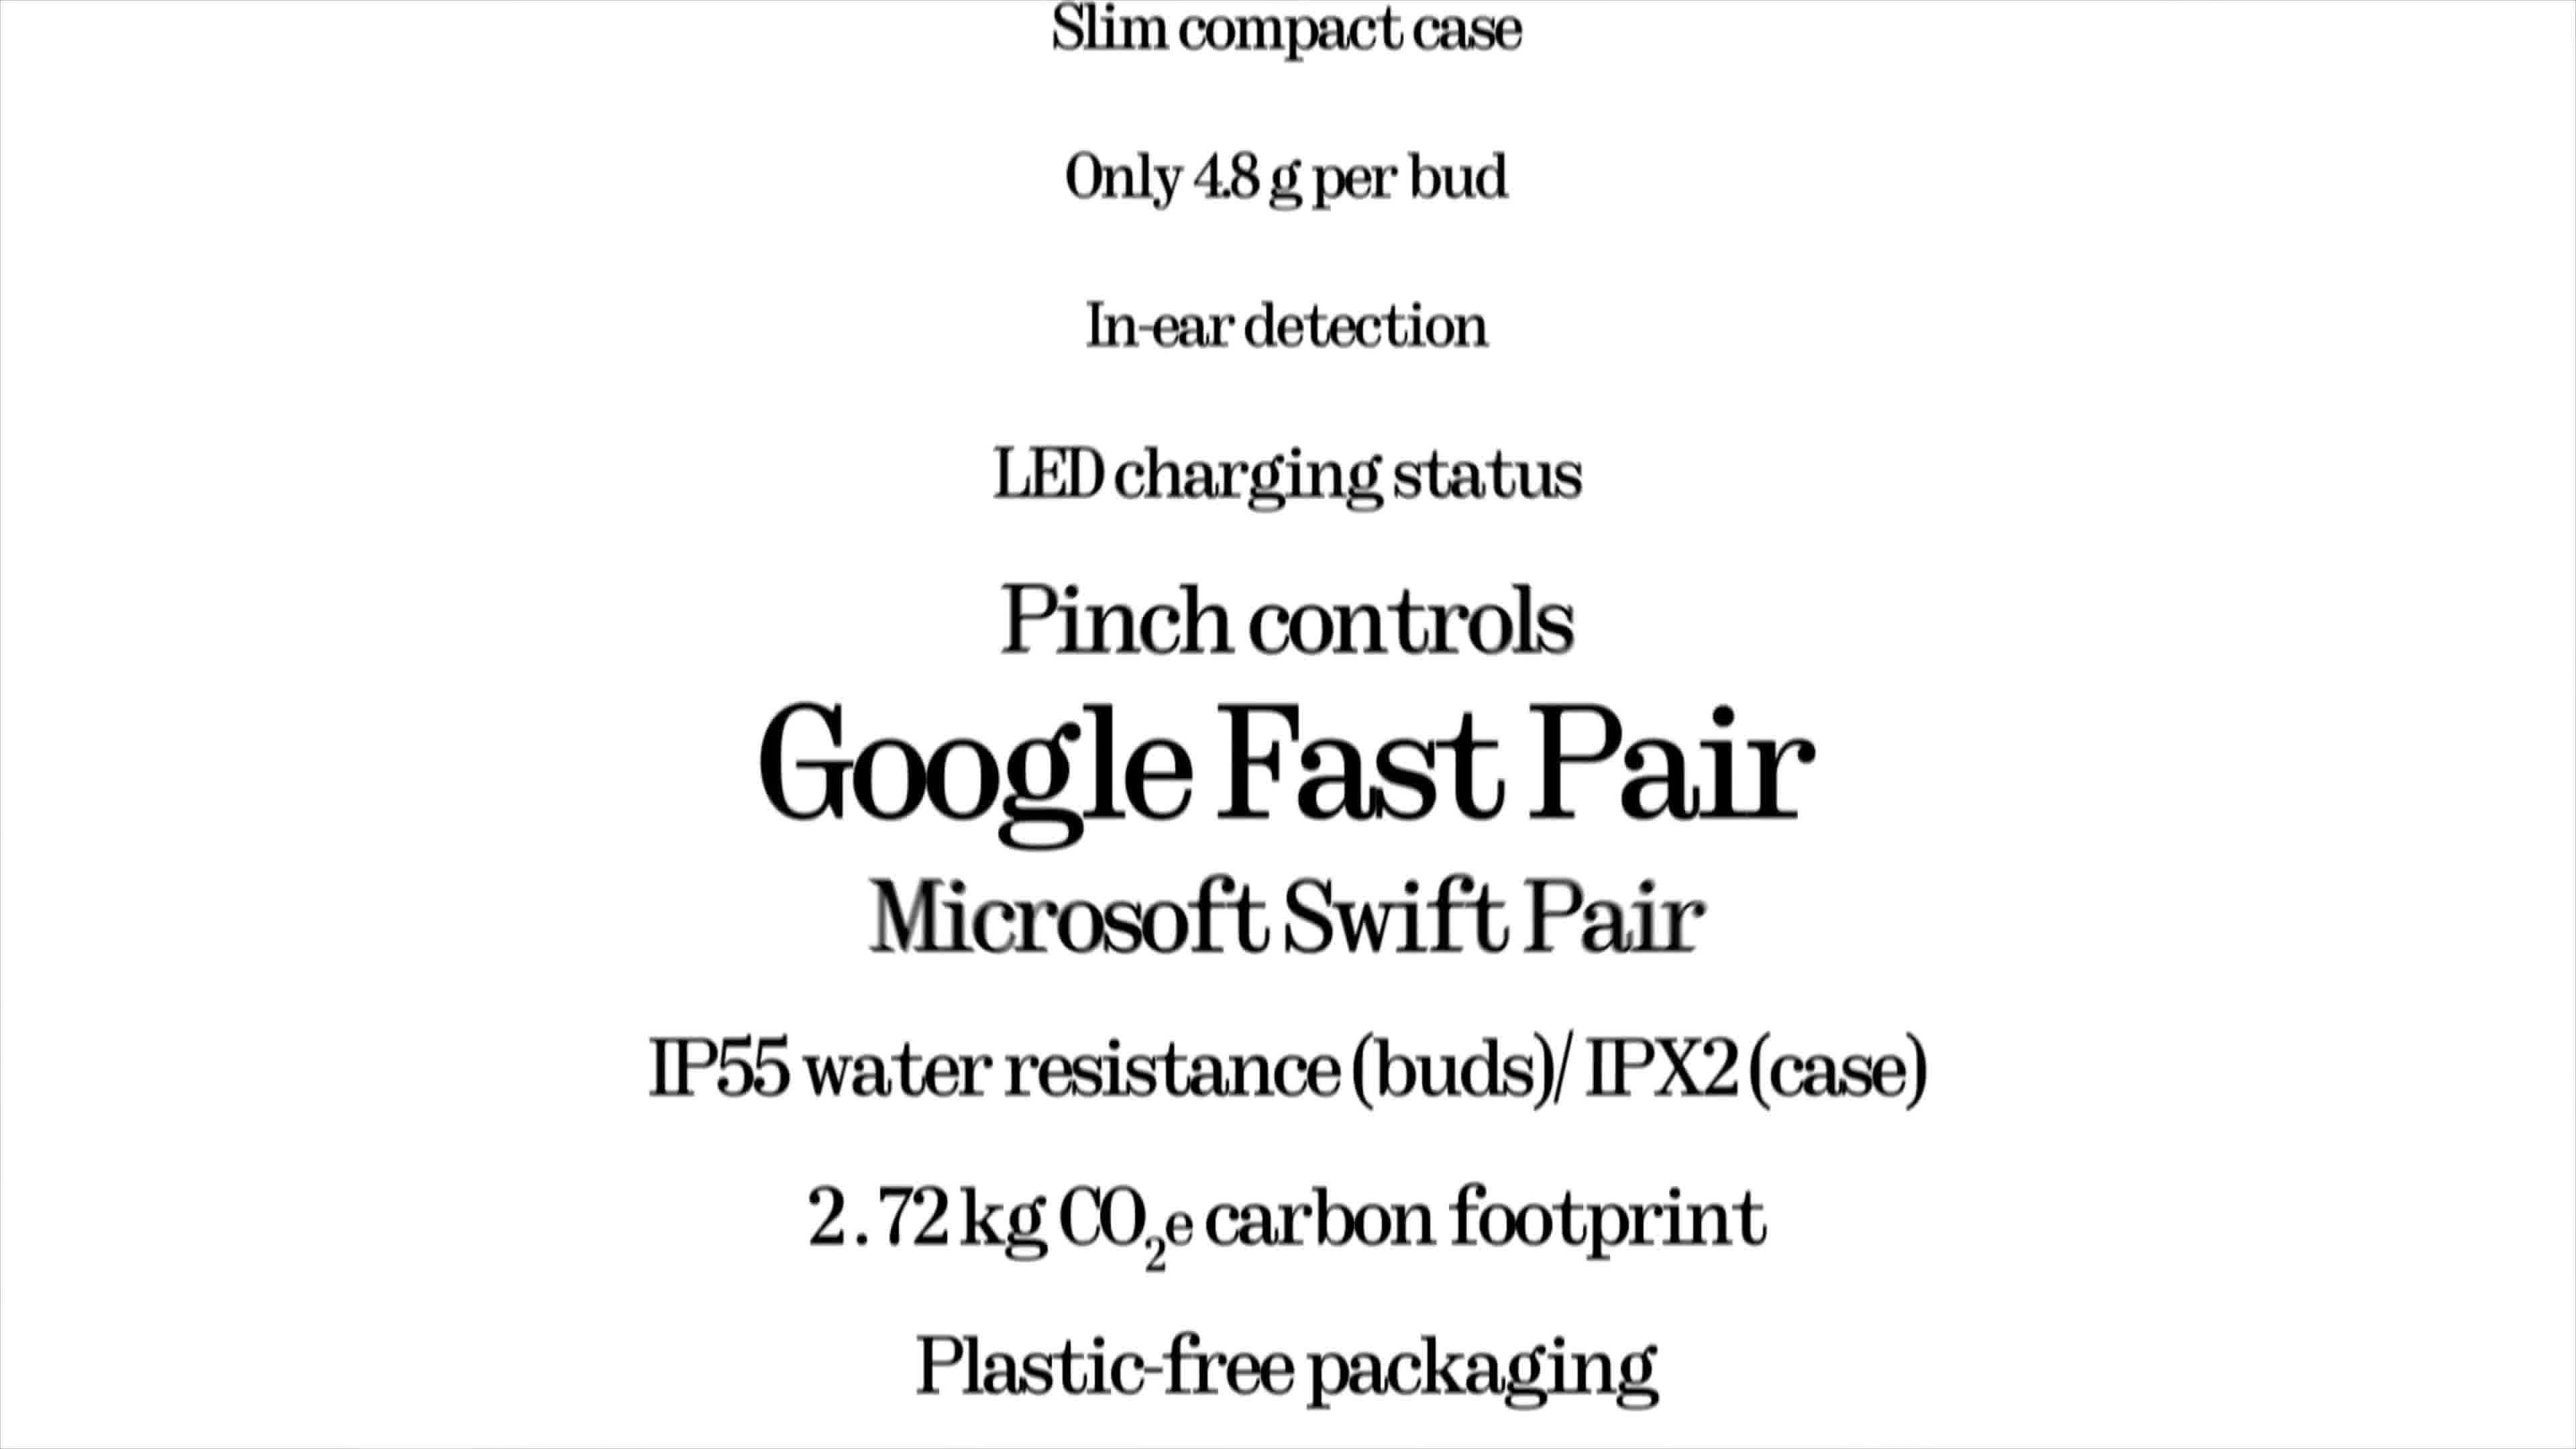 Slim compact case
Only 4.8 g per bud
In-ear detection
LED charging status
Pinch controls
Google Fast Pair
Microsoft Swift Pair
IP55 water resistance (buds)/ IPX2 (case)
2.72 kg CO₂e carbon footprint
Plastic-free packaging